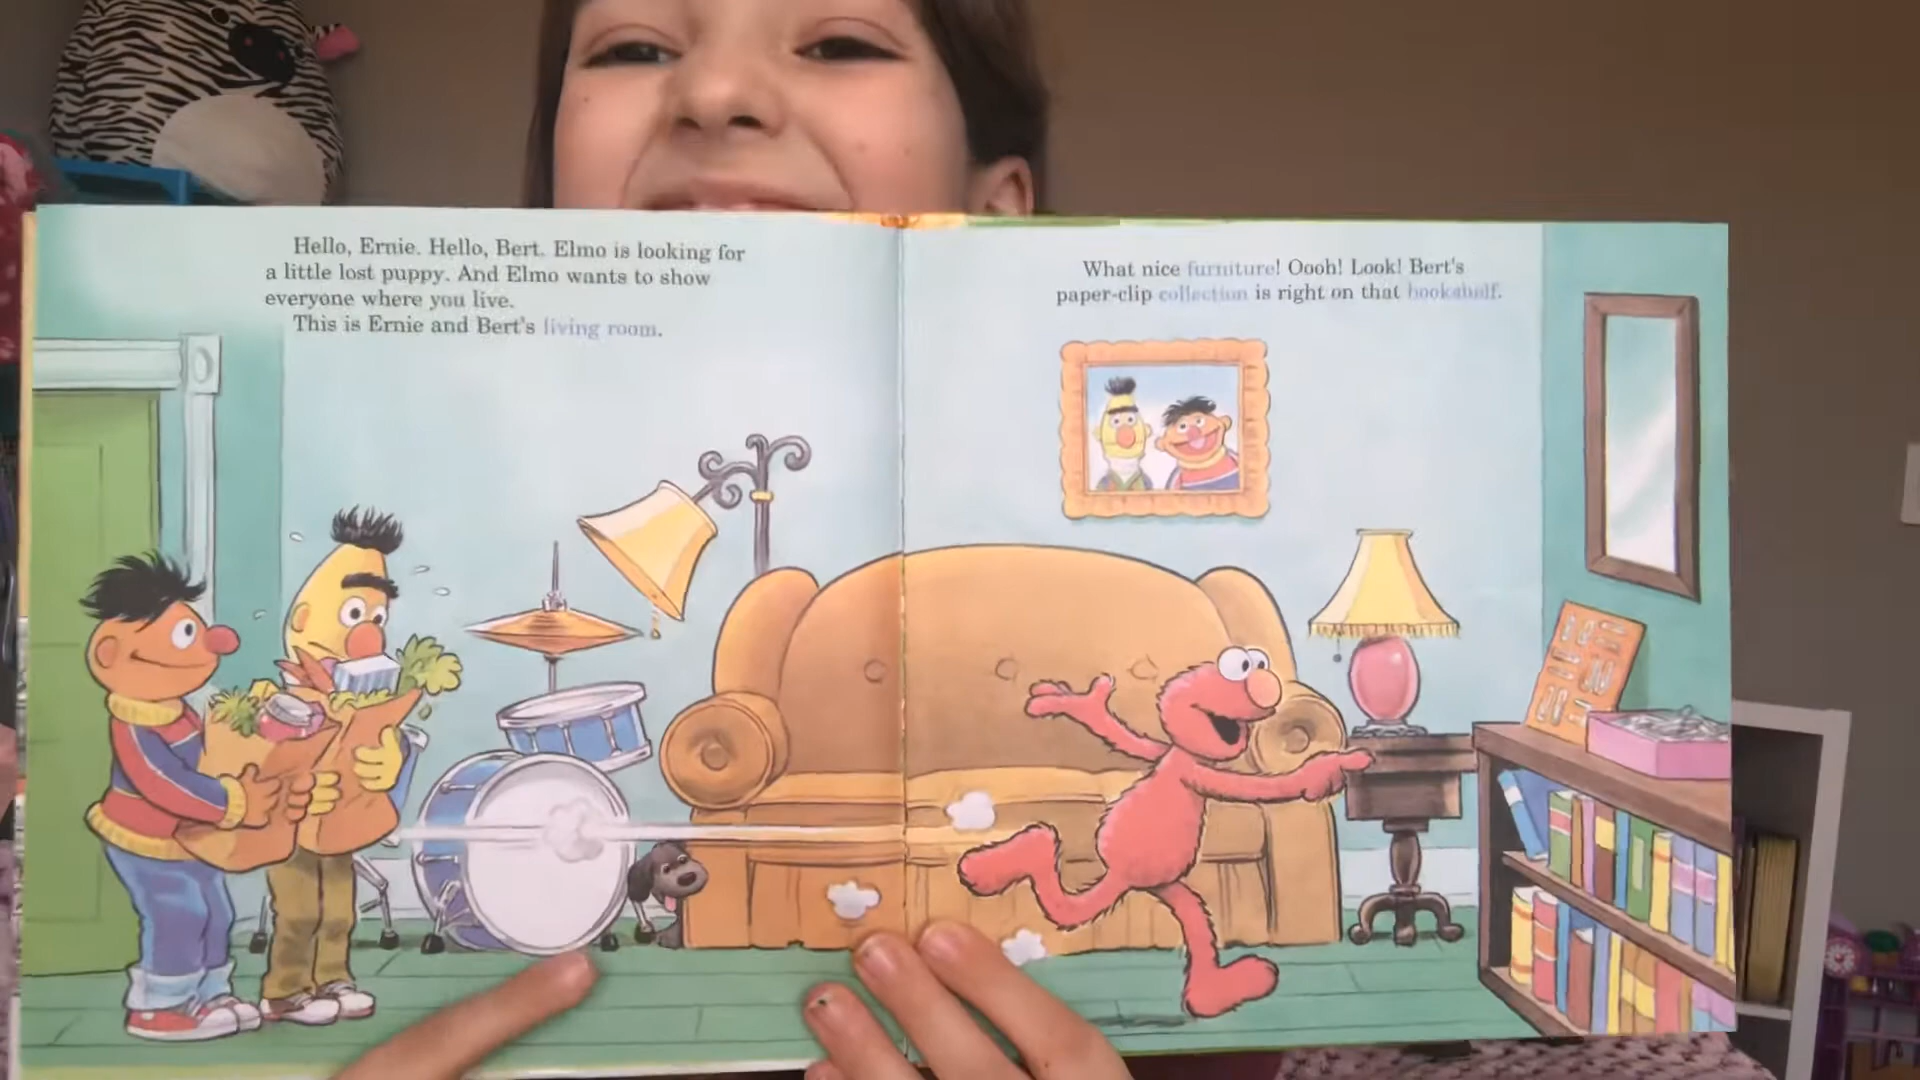 Hello, Ernie. Hello, Bert. Elmo is looking for
a little lost puppy. And Elmo wants to show
everyone where you live.
This is Ernie and Bert's living room.
What nice furniture! Oooh! Look! Bert's
paper-clip collection is right on that bookshelf.